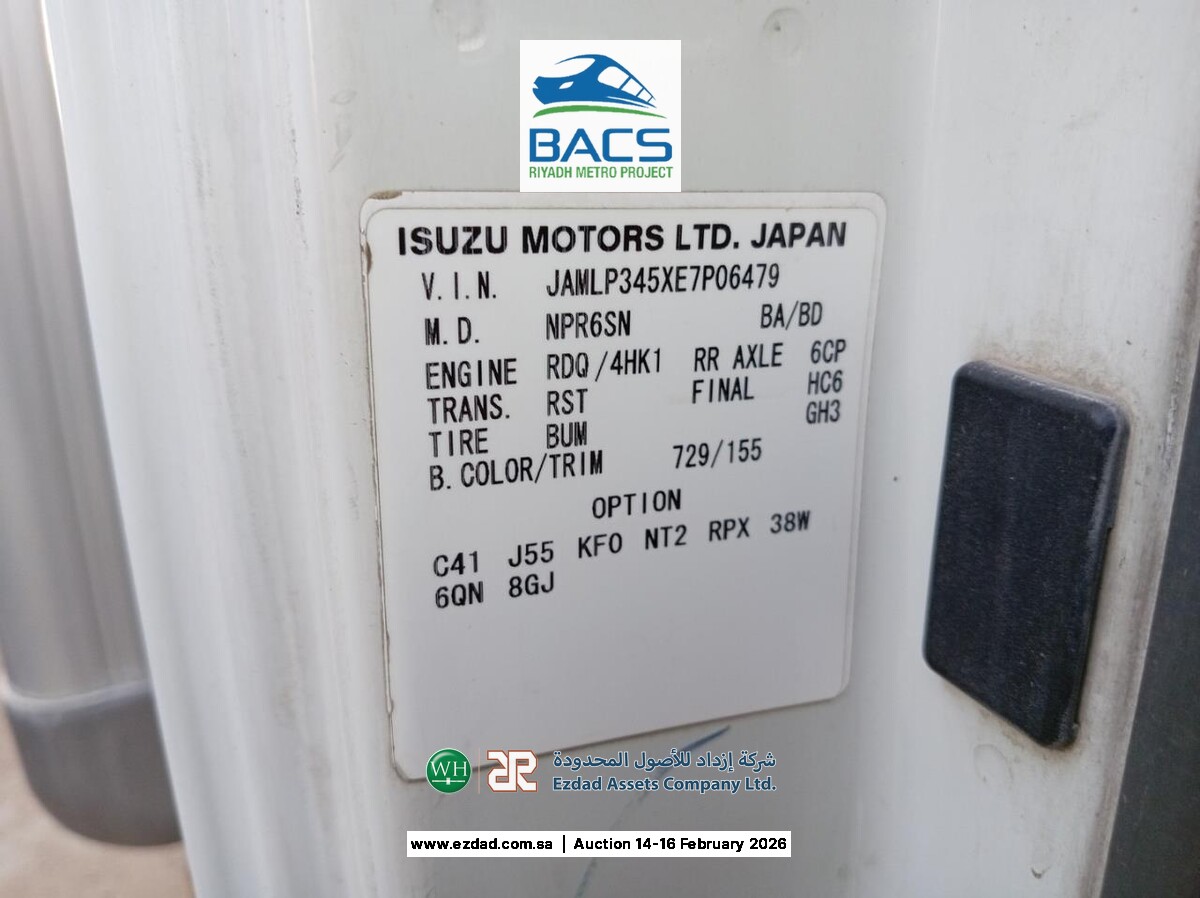 BACS
RIYADH METRO PROJECT
ISUZU MOTORS LTD. JAPAN
V.I.N. JAMLP345XE7P06479
M.D. NPR6SN BA/BD
ENGINE RDQ/4HK1 RR AXLE 6CP
TRANS. RST FINAL HC6
TIRE BUM GH3
B.COLOR/TRIM 729/155
OPTION
C41 J55 KFO NT2 RPX 38W
6QN 8GJ
WH AR شركة إزداد للأصول المحدودة
Ezdad Assets Company Ltd.
www.ezdad.com.sa | Auction 14-16 February 2026